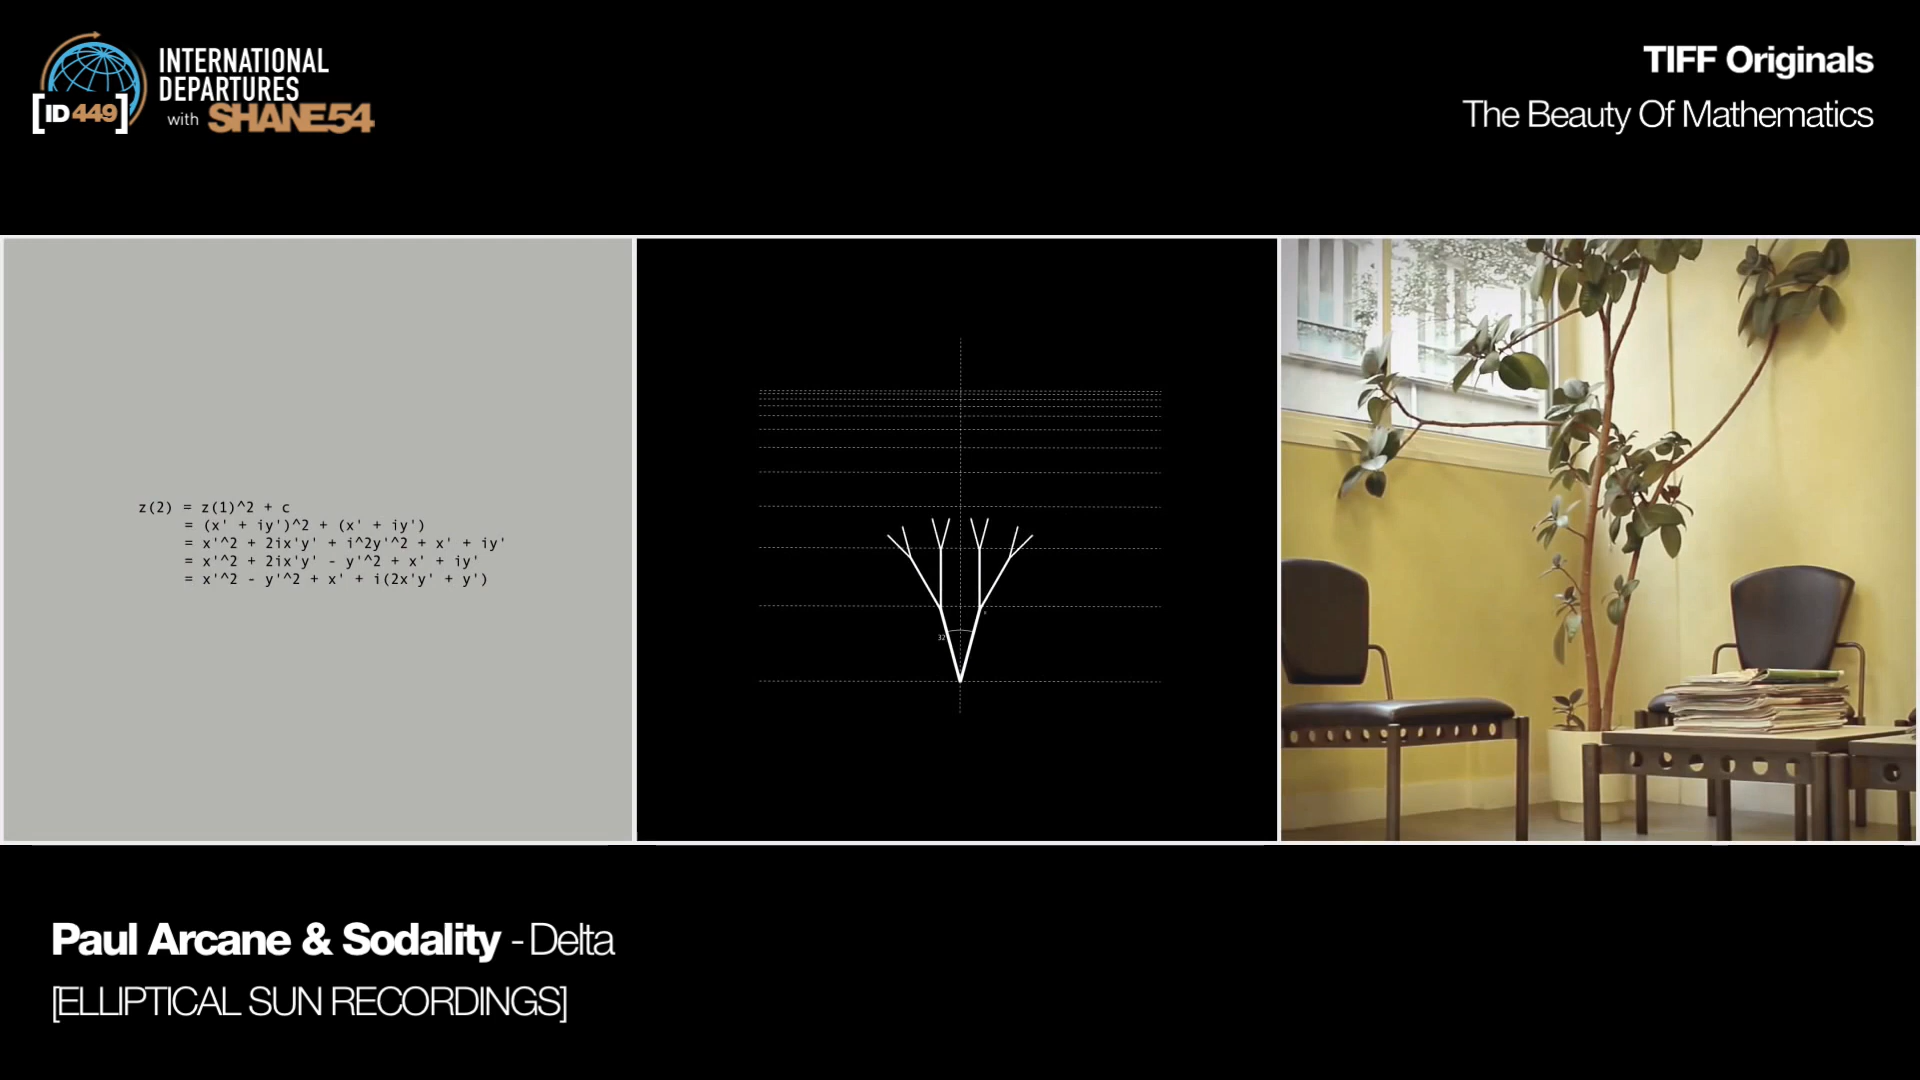 INTERNATIONAL
DEPARTURES
[ID449]
with SHANE54
TIFF Originals
The Beauty Of Mathematics
z(2) = z(1)^2 + c
= (x' + iy')^2 + (x' + iy')
= x'^2 + 2ix'y' + i^2y'^2 + x' + iy'
= x'^2 + 2ix'y' - y'^2 + x' + iy'
= x'^2 - y'^2 + x' + i(2x'y' + y')
32
Paul Arcane & Sodality - Delta
[ELLIPTICAL SUN RECORDINGS]